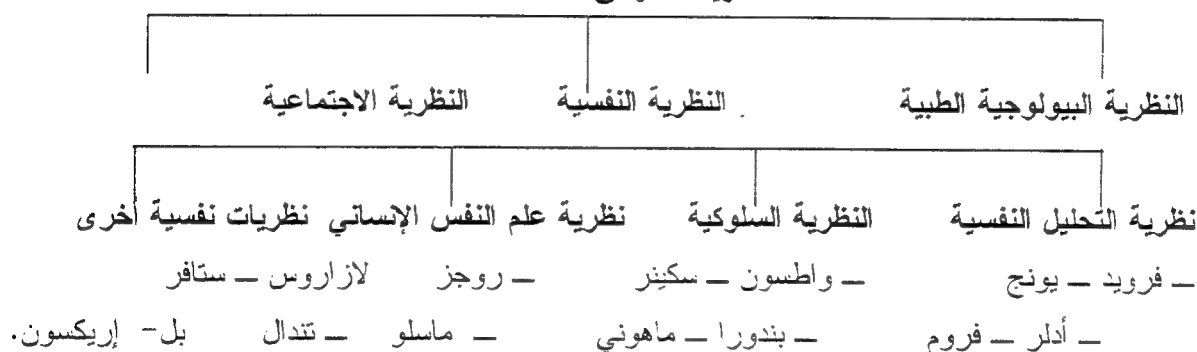 النظرية البيولوجية الطبية النظرية النفسية النظرية الاجتماعية
نظرية التحليل النفسية النظرية السلوكية نظرية علم النفس الإنساني نظريات نفسية أخرى
ـ فرويد ـ يونج ـ واطسون ـ سكينر ـ روجز لازاروس ـ ستافر
ـ أدلر ـ فروم ـ بندورا ـ ماهوني ـ ماسلو ـ تندال بل- إريكسون.